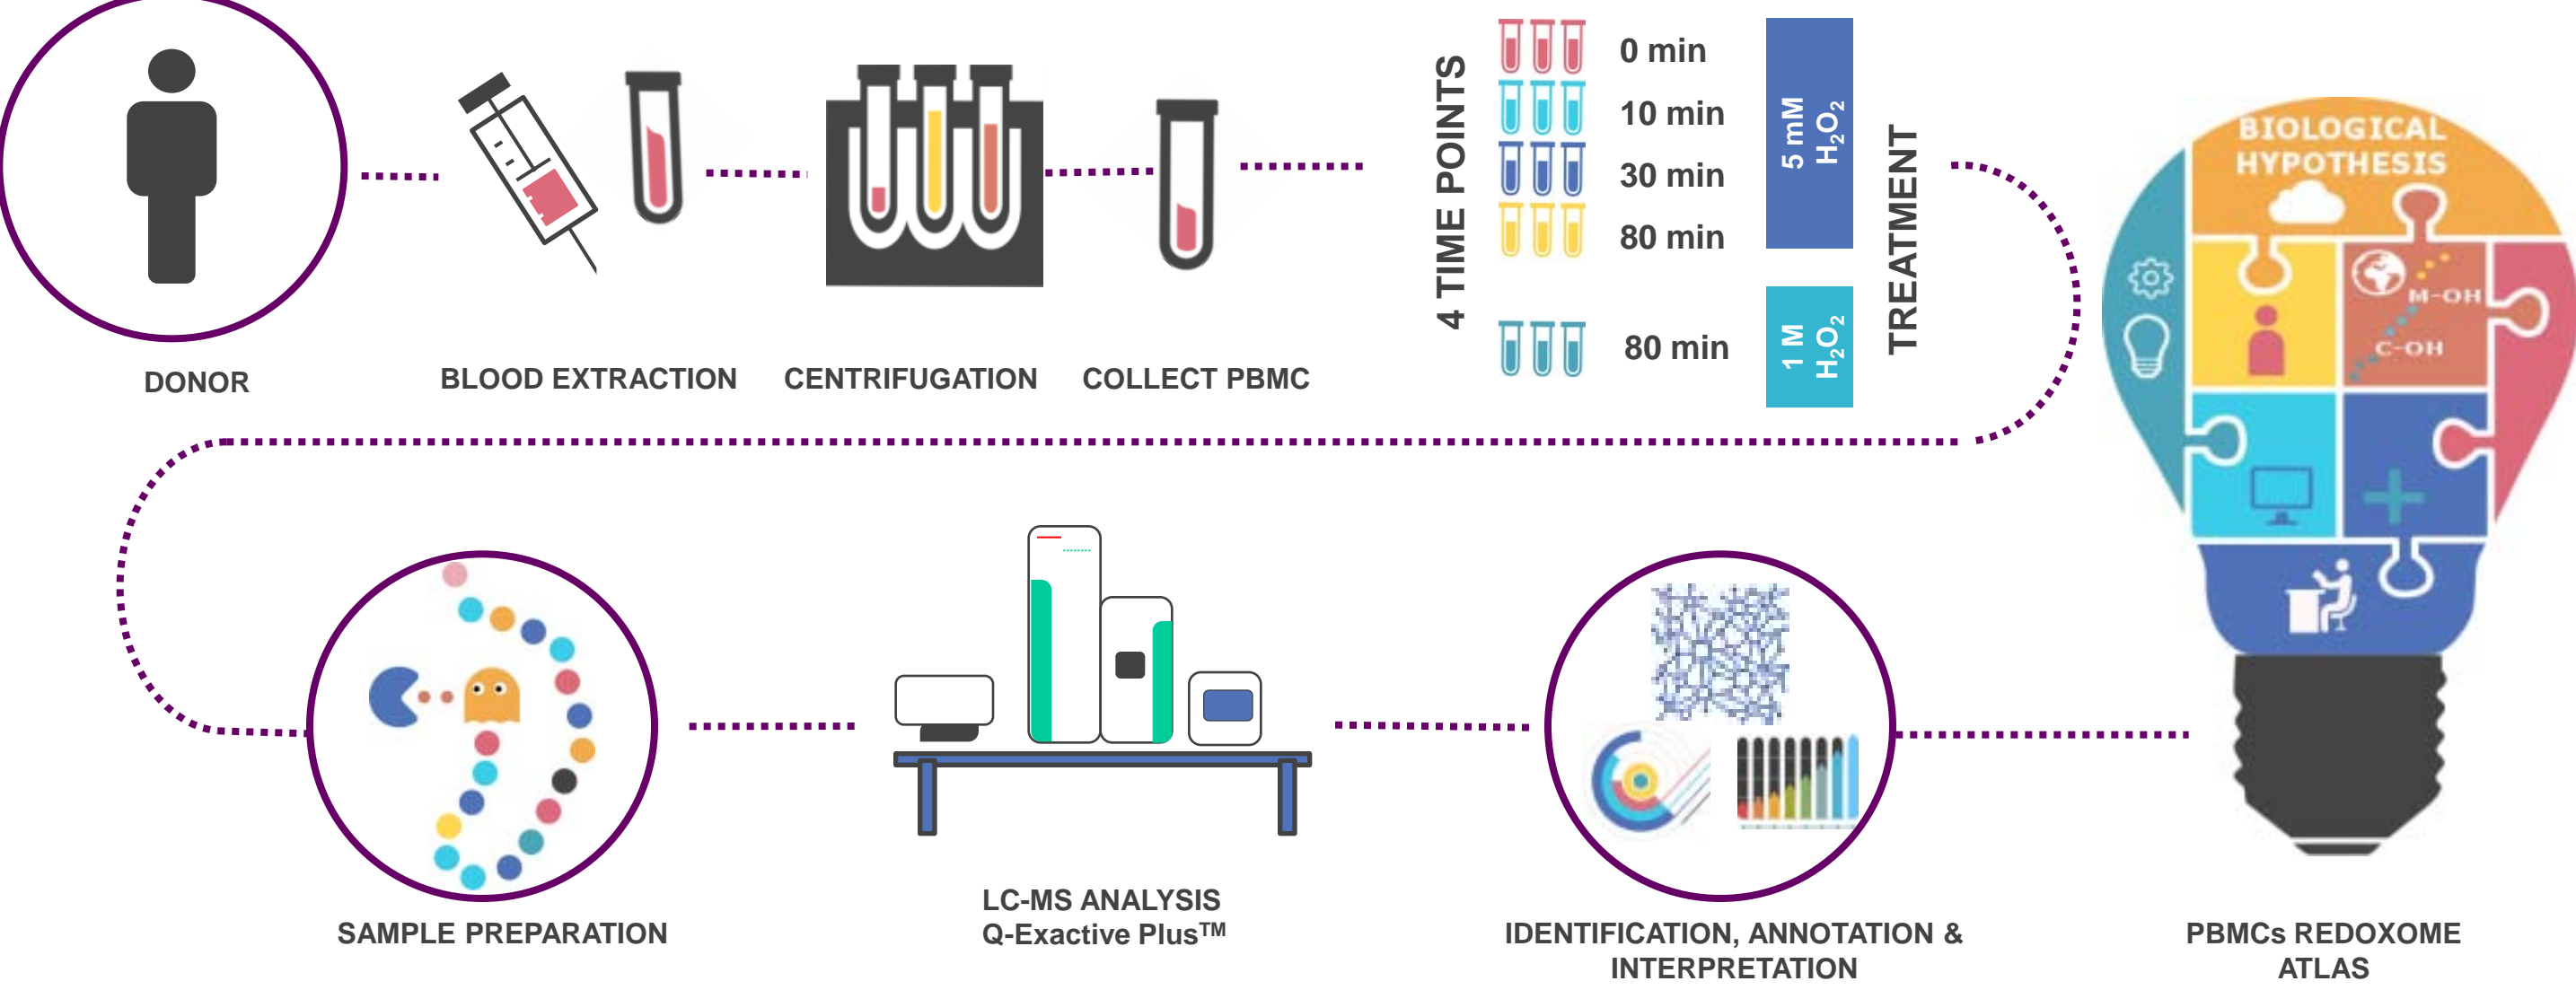 DONOR
BLOOD EXTRACTION
CENTRIFUGATION
COLLECT PBMC
4 TIME POINTS
0 min
10 min
30 min
80 min
80 min
5 mM
H₂O₂
1 M
H₂O₂
TREATMENT
SAMPLE PREPARATION
LC-MS ANALYSIS
Q-Exactive Plus™
IDENTIFICATION, ANNOTATION &
INTERPRETATION
BIOLOGICAL
HYPOTHESIS
M-OH
C-OH
PBMCs REDOXOME
ATLAS